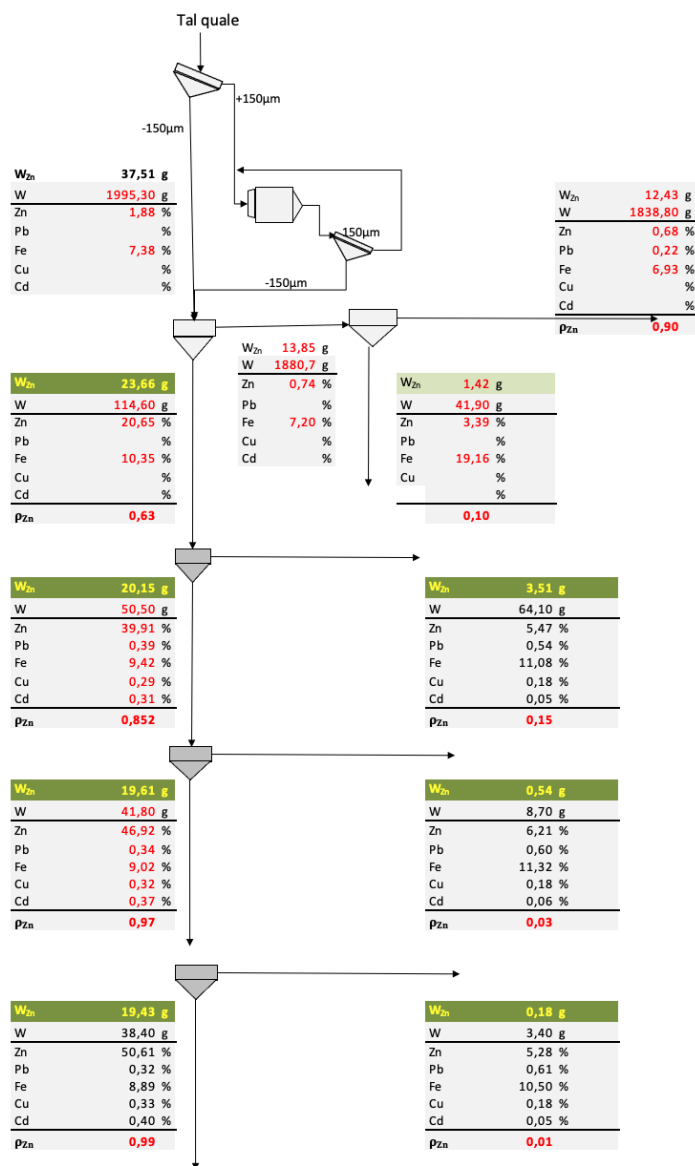 Tal quale
+150µm
-150µm
150µm
-150µm
WZn 37,51 g
W 1995,30 g
Zn 1,88 %
Pb %
Fe 7,38 %
Cu %
Cd %
WZn 12,43 g
W 1838,80 g
Zn 0,68 %
Pb 0,22 %
Fe 6,93 %
Cu %
Cd %
ρZn 0,90
WZn 13,85 g
W 1880,7 g
Zn 0,74 %
Pb %
Fe 7,20 %
Cu %
Cd %
WZn 23,66 g
W 114,60 g
Zn 20,65 %
Pb %
Fe 10,35 %
Cu %
Cd %
ρZn 0,63
WZn 1,42 g
W 41,90 g
Zn 3,39 %
Pb %
Fe 19,16 %
Cu %
%
0,10
WZn 20,15 g
W 50,50 g
Zn 39,91 %
Pb 0,39 %
Fe 9,42 %
Cu 0,29 %
Cd 0,31 %
ρZn 0,852
WZn 3,51 g
W 64,10 g
Zn 5,47 %
Pb 0,54 %
Fe 11,08 %
Cu 0,18 %
Cd 0,05 %
ρZn 0,15
WZn 19,61 g
W 41,80 g
Zn 46,92 %
Pb 0,34 %
Fe 9,02 %
Cu 0,32 %
Cd 0,37 %
ρZn 0,97
WZn 0,54 g
W 8,70 g
Zn 6,21 %
Pb 0,60 %
Fe 11,32 %
Cu 0,18 %
Cd 0,06 %
ρZn 0,03
WZn 19,43 g
W 38,40 g
Zn 50,61 %
Pb 0,32 %
Fe 8,89 %
Cu 0,33 %
Cd 0,40 %
ρZn 0,99
WZn 0,18 g
W 3,40 g
Zn 5,28 %
Pb 0,61 %
Fe 10,50 %
Cu 0,18 %
Cd 0,05 %
ρZn 0,01